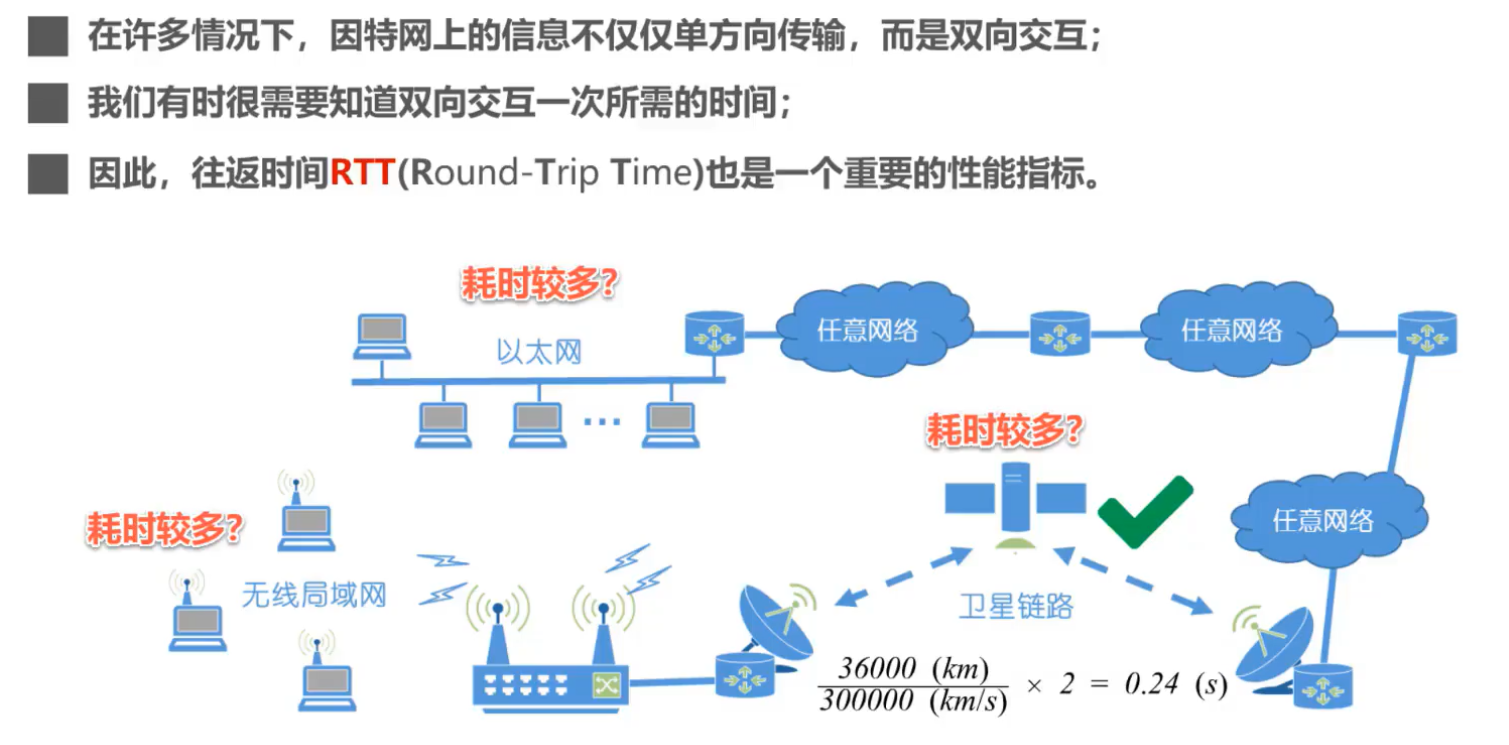 在许多情况下，因特网上的信息不仅仅单方向传输，而是双向交互；
我们有时很需要知道双向交互一次所需的时间；
因此，往返时间RTT(Round-Trip Time)也是一个重要的性能指标。
耗时较多？
以太网
任意网络
任意网络
耗时较多？
任意网络
耗时较多？
无线局域网
卫星链路
36000 (km)
300000 (km/s)
× 2 = 0.24 (s)